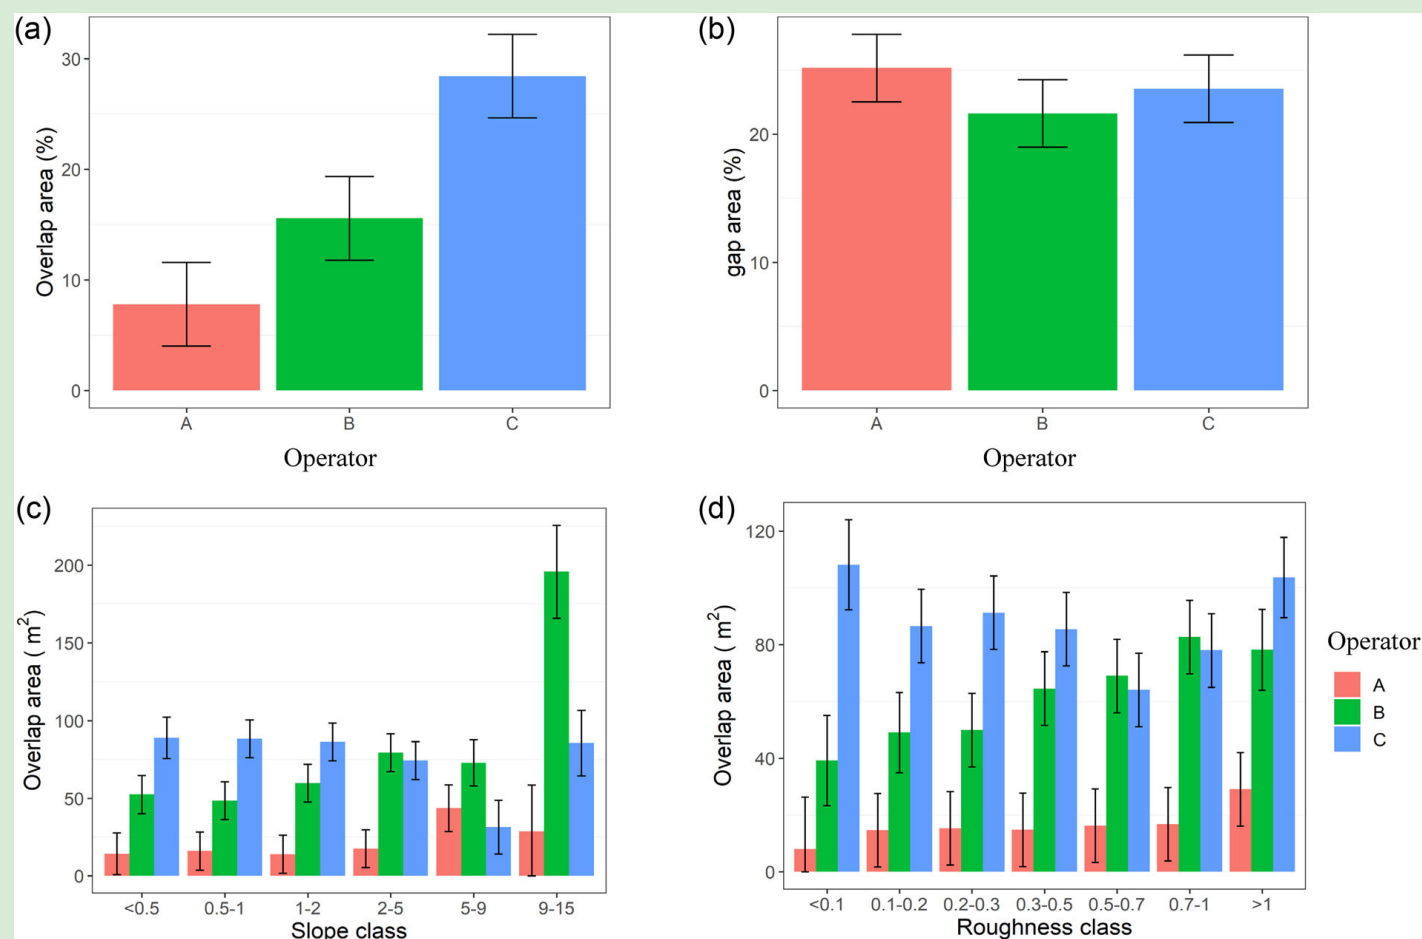 (a)
Overlap area (%)
30
20
10
0
A B C
Operator
(b)
gap area (%)
20
10
0
A B C
Operator
(c)
Overlap area ( m²)
200
150
100
50
0
<0.5 0.5-1 1-2 2-5 5-9 9-15
Slope class
(d)
Overlap area ( m²)
120
80
40
0
<0.1 0.1-0.2 0.2-0.3 0.3-0.5 0.5-0.7 0.7-1 >1
Roughness class
Operator
A
B
C